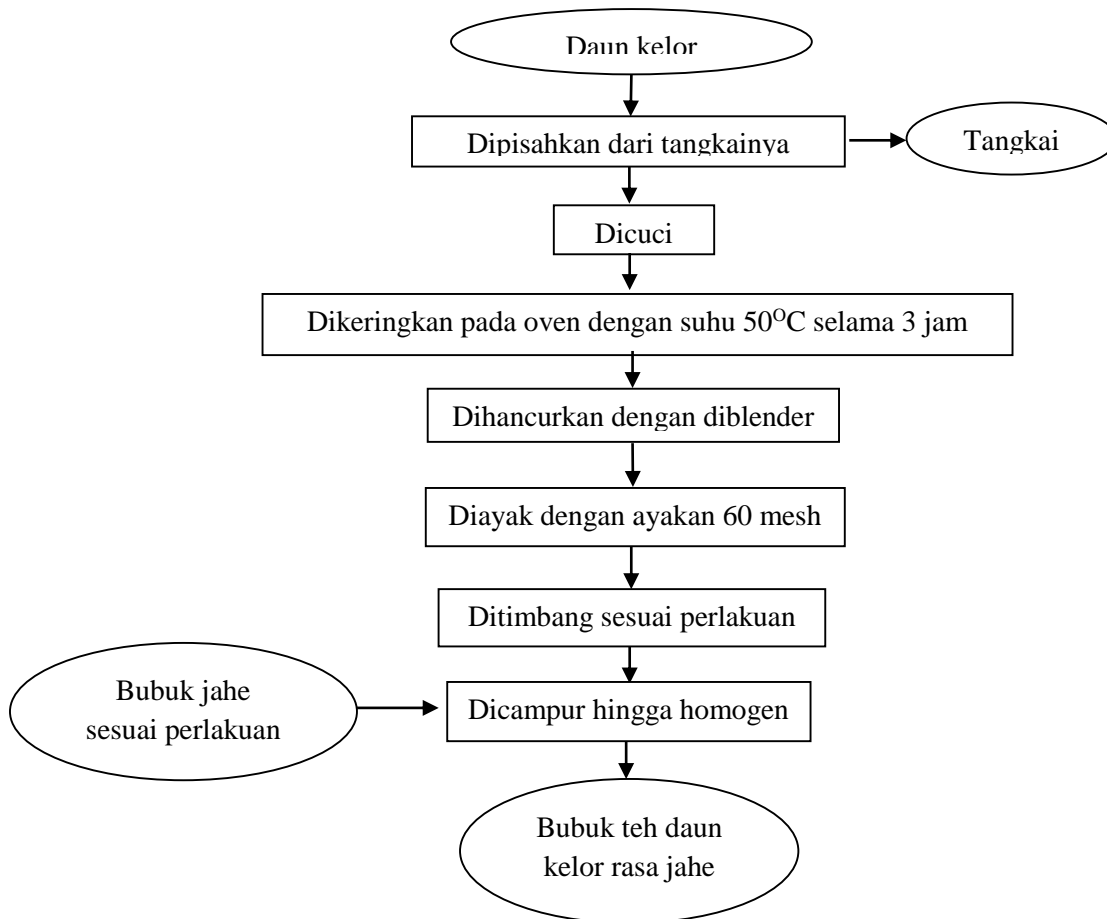 Daun kelor
Dipisahkan dari tangkainya
Tangkai
Dicuci
Dikeringkan pada oven dengan suhu 50ᴼC selama 3 jam
Dihancurkan dengan diblender
Diayak dengan ayakan 60 mesh
Ditimbang sesuai perlakuan
Bubuk jahe
sesuai perlakuan
Dicampur hingga homogen
Bubuk teh daun
kelor rasa jahe